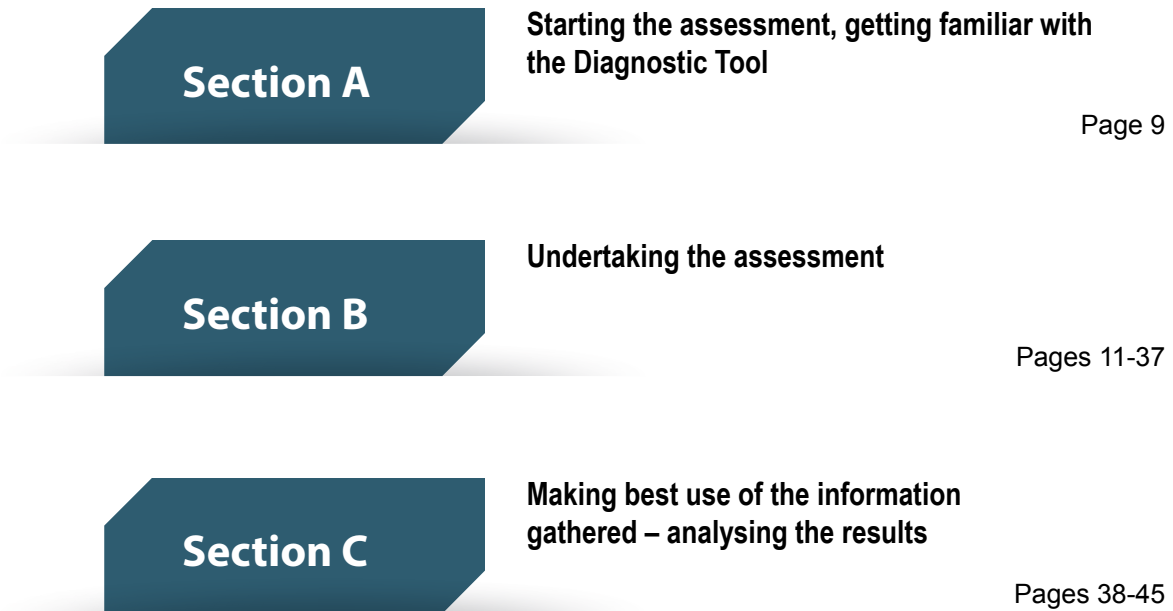 Section A
Starting the assessment, getting familiar with
the Diagnostic Tool
Page 9
Section B
Undertaking the assessment
Pages 11-37
Section C
Making best use of the information
gathered – analysing the results
Pages 38-45